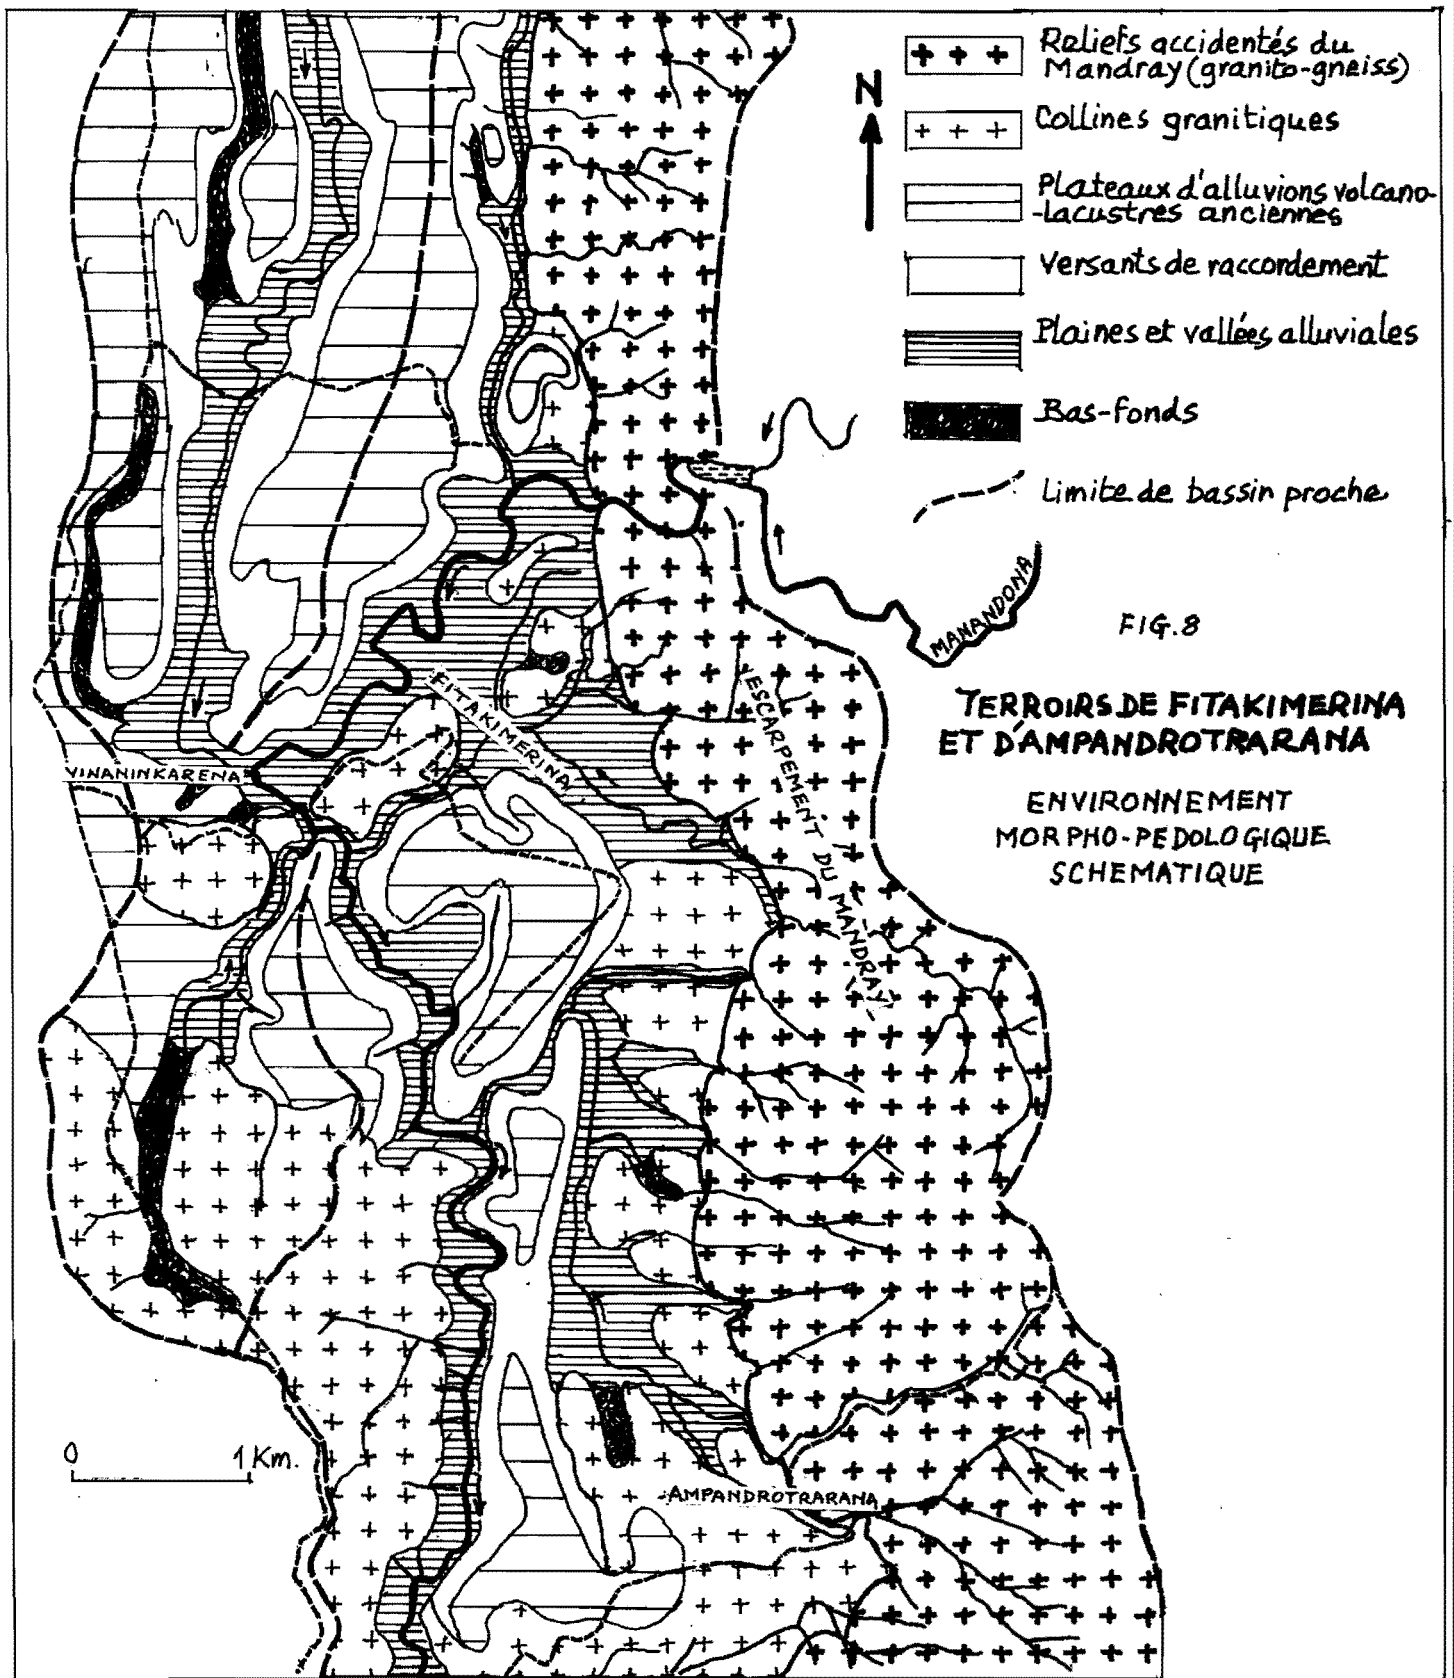 N
Reliefs accidentés du
Mandray (granito-gneiss)
Collines granitiques
Plateaux d'alluvions volcano-
-lacustres anciennes
Versants de raccordement
Plaines et vallées alluviales
Bas-fonds
Limite de bassin proche
MANANDONA
FIG.8
TERROIRS DE FITAKIMERINA
ET D'AMPANDROTRARANA
ENVIRONNEMENT
MORPHO-PEDOLOGIQUE
SCHEMATIQUE
FITAKIMERINA
VINANINKARENA
ESCARPEMENT DU MANDRAY
0 1 Km.
AMPANDROTRARANA